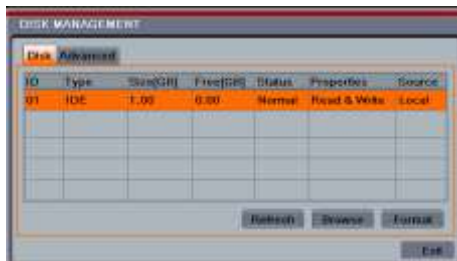 DISK MANAGEMENT
Disk Advanced
ID Type Size[GB] Free[GB] Status Properties Source
01 IDE 1.00 0.00 Normal Read & Write Local
Refresh Browse Format
Exit